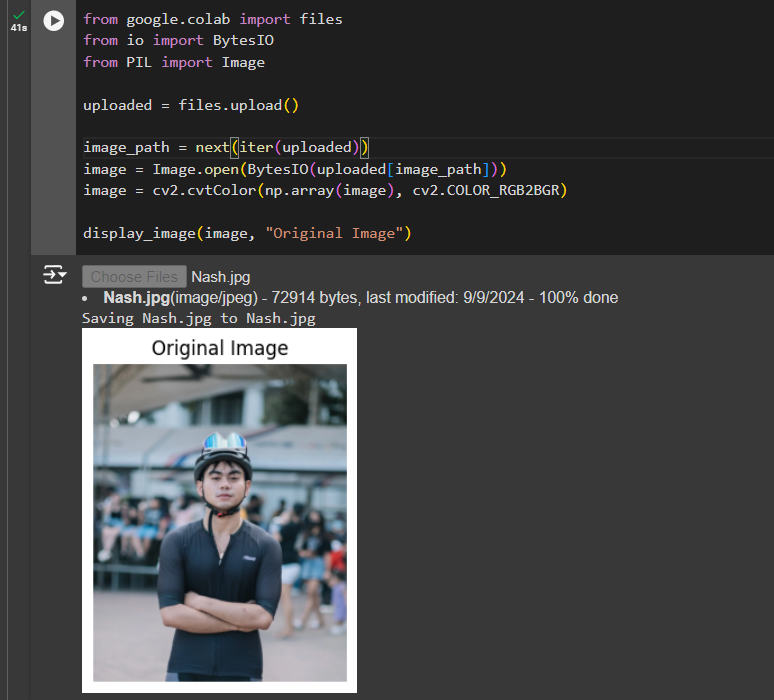 41s
from google.colab import files
from io import BytesIO
from PIL import Image
uploaded = files.upload()
image_path = next(iter(uploaded))
image = Image.open(BytesIO(uploaded[image_path]))
image = cv2.cvtColor(np.array(image), cv2.COLOR_RGB2BGR)
display_image(image, "Original Image")
Choose Files Nash.jpg
• Nash.jpg(image/jpeg) - 72914 bytes, last modified: 9/9/2024 - 100% done
Saving Nash.jpg to Nash.jpg
Original Image